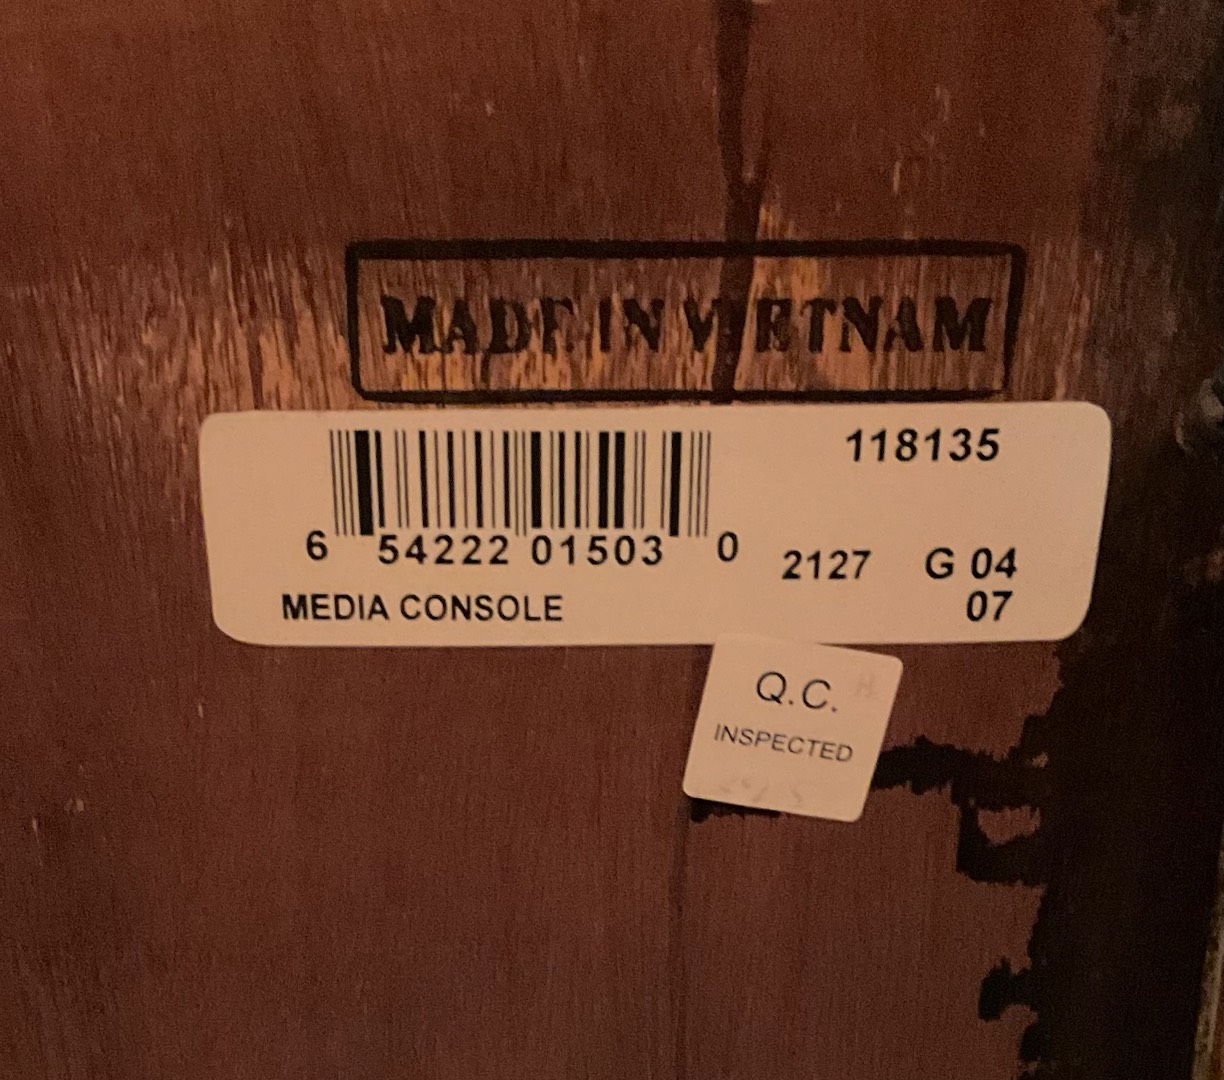 MADE IN VIETNAM
118135
6 54222 01503 0
2127 G 04
MEDIA CONSOLE
07
Q.C.
INSPECTED